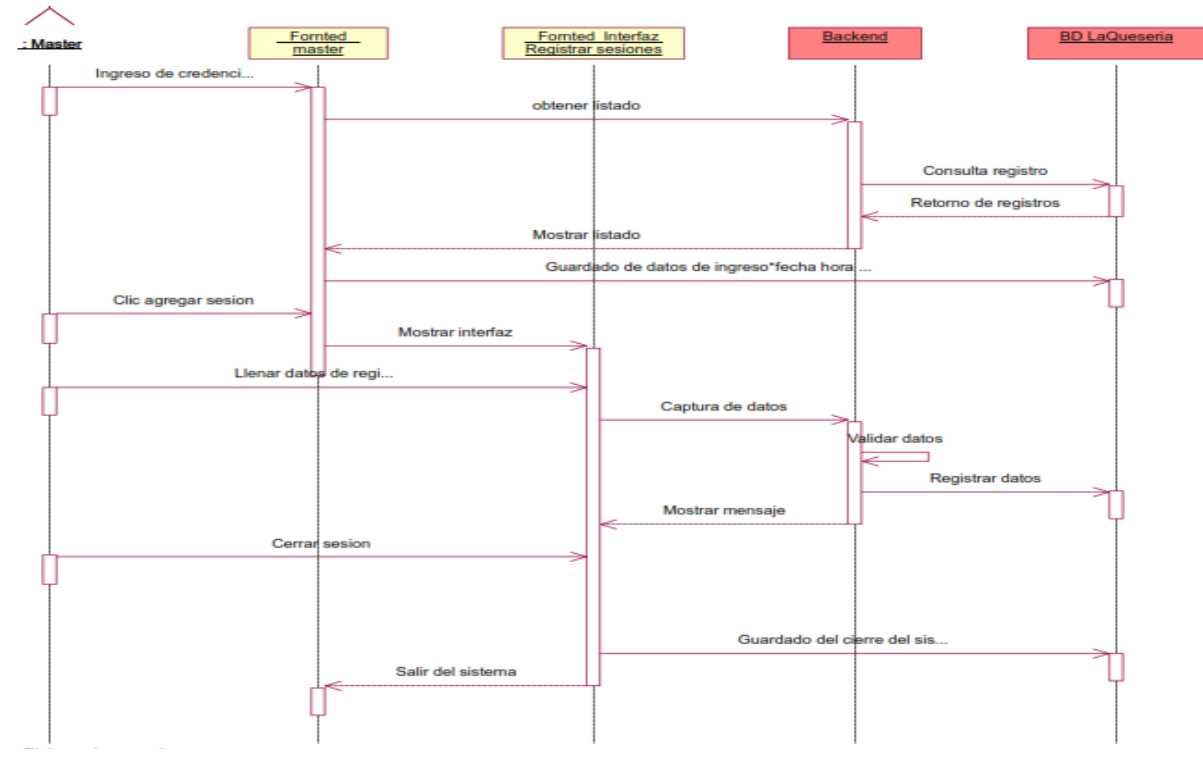 : Master
Fornted
master
Fornted_Interfaz
Registrar sesiones
Backend
BD LaQueseria
Ingreso de credenci...
obtener listado
Consulta registro
Retorno de registros
Mostrar listado
Guardado de datos de ingreso*fecha hora ...
Clic agregar sesion
Mostrar interfaz
Llenar datos de regi...
Captura de datos
Validar datos
Registrar datos
Mostrar mensaje
Cerrar sesion
Guardado del cierre del sis...
Salir del sistema